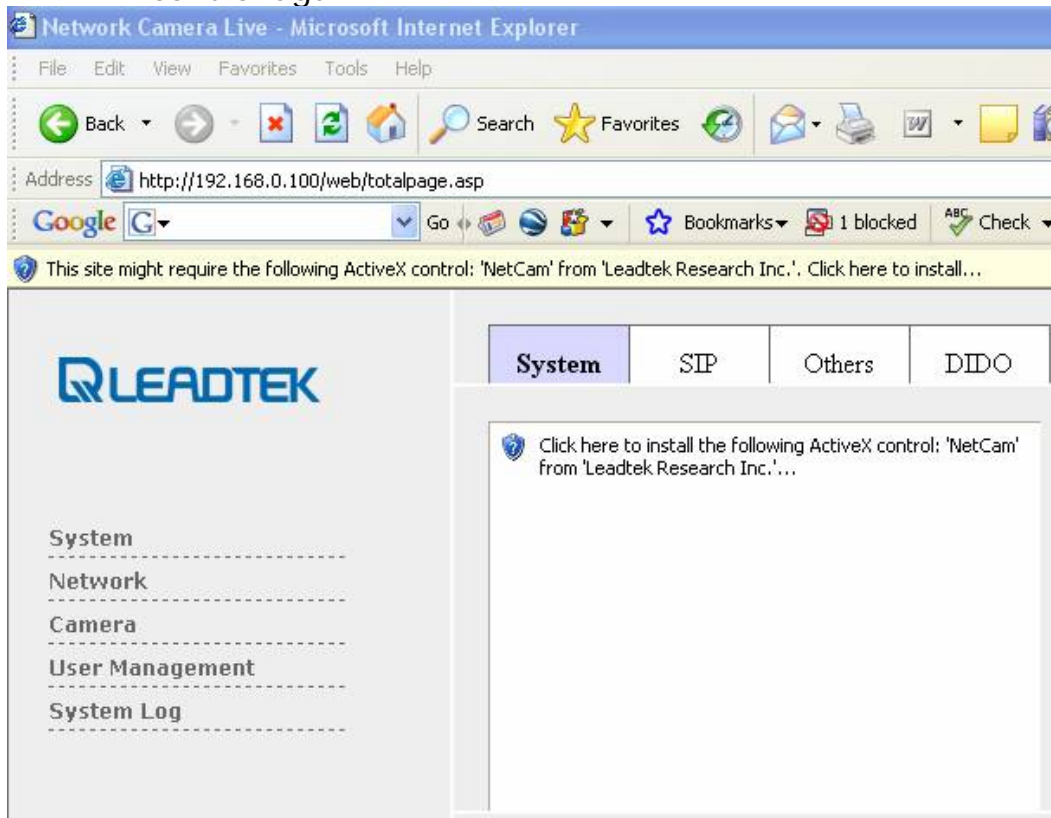 Network Camera Live - Microsoft Internet Explorer
File Edit View Favorites Tools Help
Back Search Favorites
Address http://192.168.0.100/web/totalpage.asp
Google G Go Bookmarks 1 blocked ABC Check
This site might require the following ActiveX control: 'NetCam' from 'Leadtek Research Inc.'. Click here to install...
LEADTEK
System SIP Others DIDO
Click here to install the following ActiveX control: 'NetCam'
from 'Leadtek Research Inc.'...
System
Network
Camera
User Management
System Log